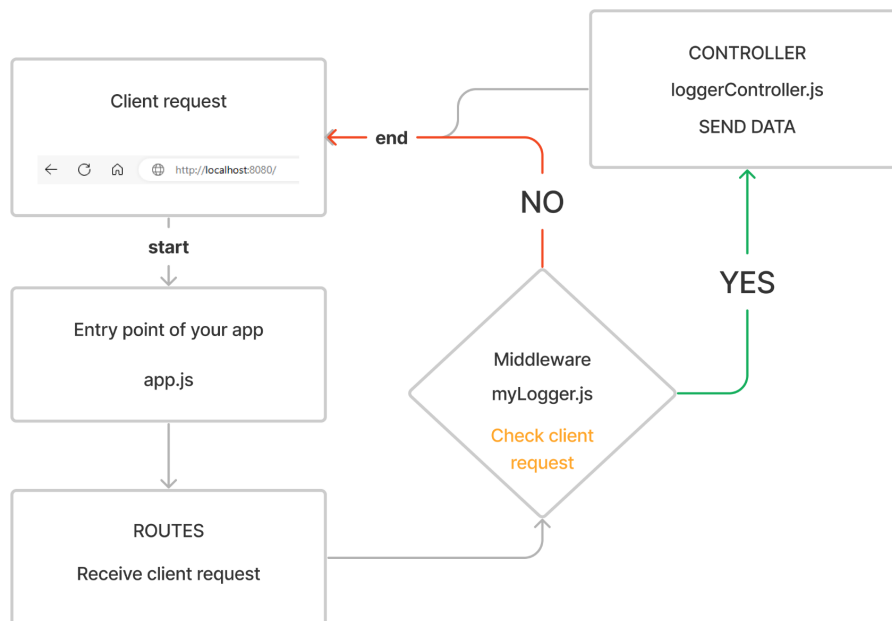 Client request
http://localhost:8080/
start
Entry point of your app
app.js
ROUTES
Receive client request
Middleware
myLogger.js
Check client
request
NO
end
YES
CONTROLLER
loggerController.js
SEND DATA